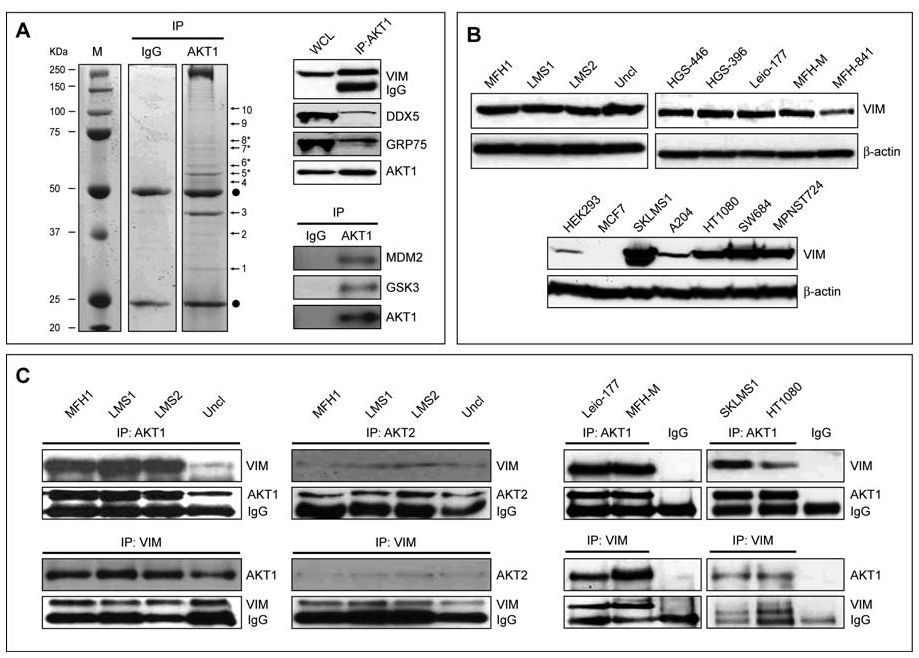 A
IP
KDa M IgG AKT1
250
150
100
75
50
37
25
20
10
9
8*
7*
6*
5*
4
3
2
1
WCL IP:AKT1
VIM
IgG
DDX5
GRP75
AKT1
IP
IgG AKT1
MDM2
GSK3
AKT1
B
MFH1 LMS1 LMS2 Uncl HGS-446 HGS-396 Leio-177 MFH-M MFH-841
VIM
β-actin
HEK293 MCF7 SKLMS1 A204 HT1080 SW684 MPNST724
VIM
β-actin
C
MFH1 LMS1 LMS2 Uncl
IP: AKT1
VIM
AKT1
IgG
IP: VIM
AKT1
VIM
IgG
MFH1 LMS1 LMS2 Uncl
IP: AKT2
VIM
AKT2
IgG
IP: VIM
AKT2
VIM
IgG
Leio-177 MFH-M SKLMS1 HT1080
IP: AKT1 IgG IP: AKT1 IgG
VIM
AKT1
IgG
IP: VIM IP: VIM
AKT1
VIM
IgG